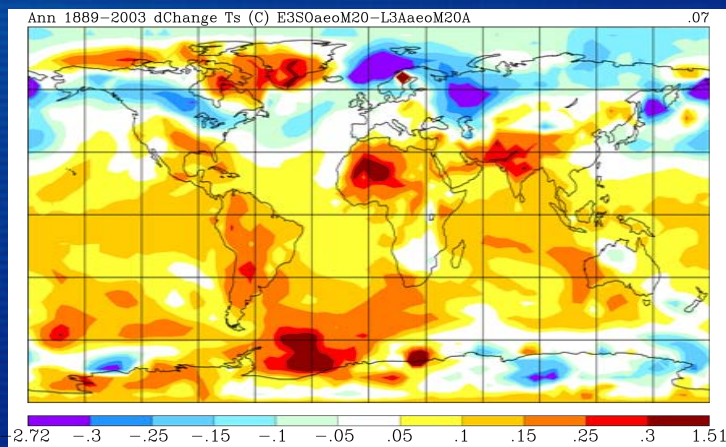 Ann 1889-2003 dChange Ts (C) E3SOaeoM20-L3AaeoM20A .07
-2.72 -.3 -.25 -.15 -.1 -.05 .05 .1 .15 .25 .3 1.51